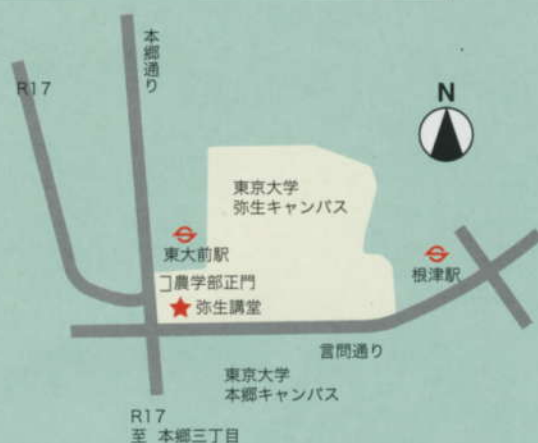 本郷通り
R17
N
東京大学
弥生キャンパス
東大前駅
根津駅
農学部正門
弥生講堂
言問通り
東京大学
本郷キャンパス
R17
至 本郷三丁目